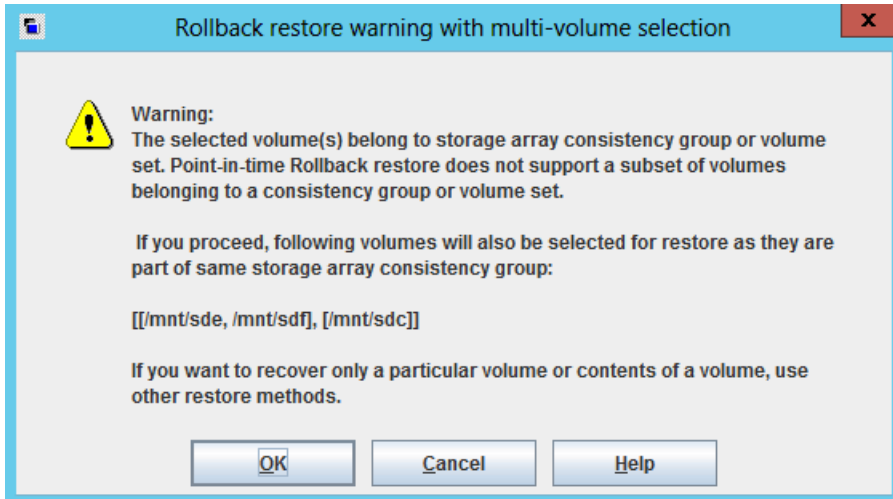 Rollback restore warning with multi-volume selection
x
Warning:
The selected volume(s) belong to storage array consistency group or volume
set. Point-in-time Rollback restore does not support a subset of volumes
belonging to a consistency group or volume set.
If you proceed, following volumes will also be selected for restore as they are
part of same storage array consistency group:
[[/mnt/sde, /mnt/sdf], [/mnt/sdc]]
If you want to recover only a particular volume or contents of a volume, use
other restore methods.
OK
Cancel
Help